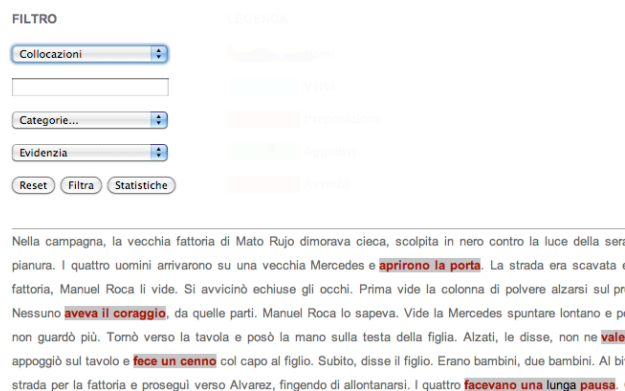 FILTRO
LEGENDA
Collocazioni
Categorie...
Evidenzia
Reset Filtra Statistiche
Nella campagna, la vecchia fattoria di Mato Rujo dimorava cieca, scolpita in nero contro la luce della sera
pianura. I quattro uomini arrivarono su una vecchia Mercedes e aprirono la porta. La strada era scavata e
fattoria, Manuel Roca li vide. Si avvicinò echiuse gli occhi. Prima vide la colonna di polvere alzarsi sul pr
Nessuno aveva il coraggio, da quelle parti. Manuel Roca lo sapeva. Vide la Mercedes spuntare lontano e p
non guardò più. Tornò verso la tavola e posò la mano sulla testa della figlia. Alzati, le disse, non ne vale
appoggiò sul tavolo e fece un cenno col capo al figlio. Subito, disse il figlio. Erano bambini, due bambini. Al bi
strada per la fattoria e proseguì verso Alvarez, fingendo di allontanarsi. I quattro facevano una lunga pausa.